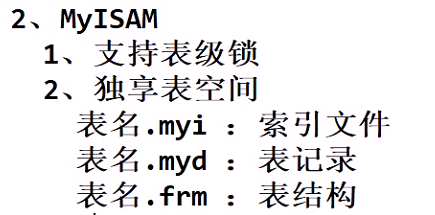 2、MyISAM
1、支持表级锁
2、独享表空间
表名.myi ：索引文件
表名.myd ：表记录
表名.frm ：表结构